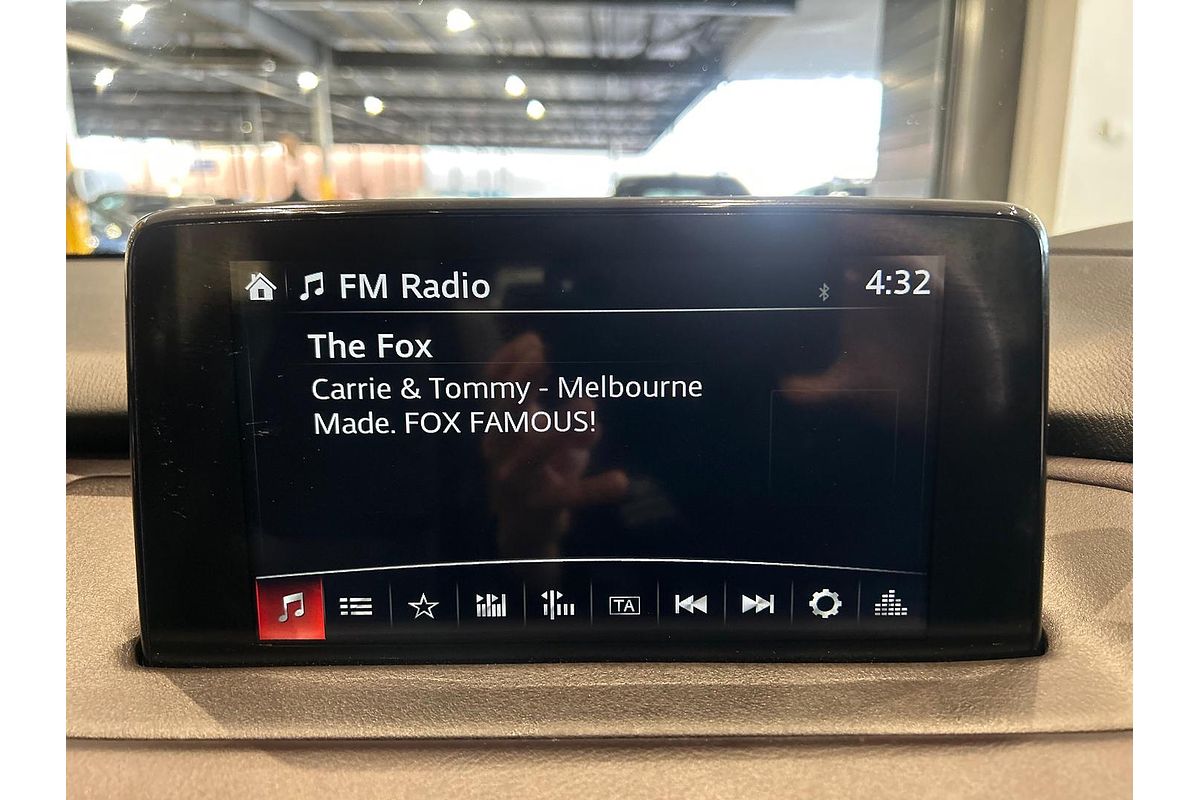 FM Radio
4:32
The Fox
Carrie & Tommy - Melbourne
Made. FOX FAMOUS!
TA